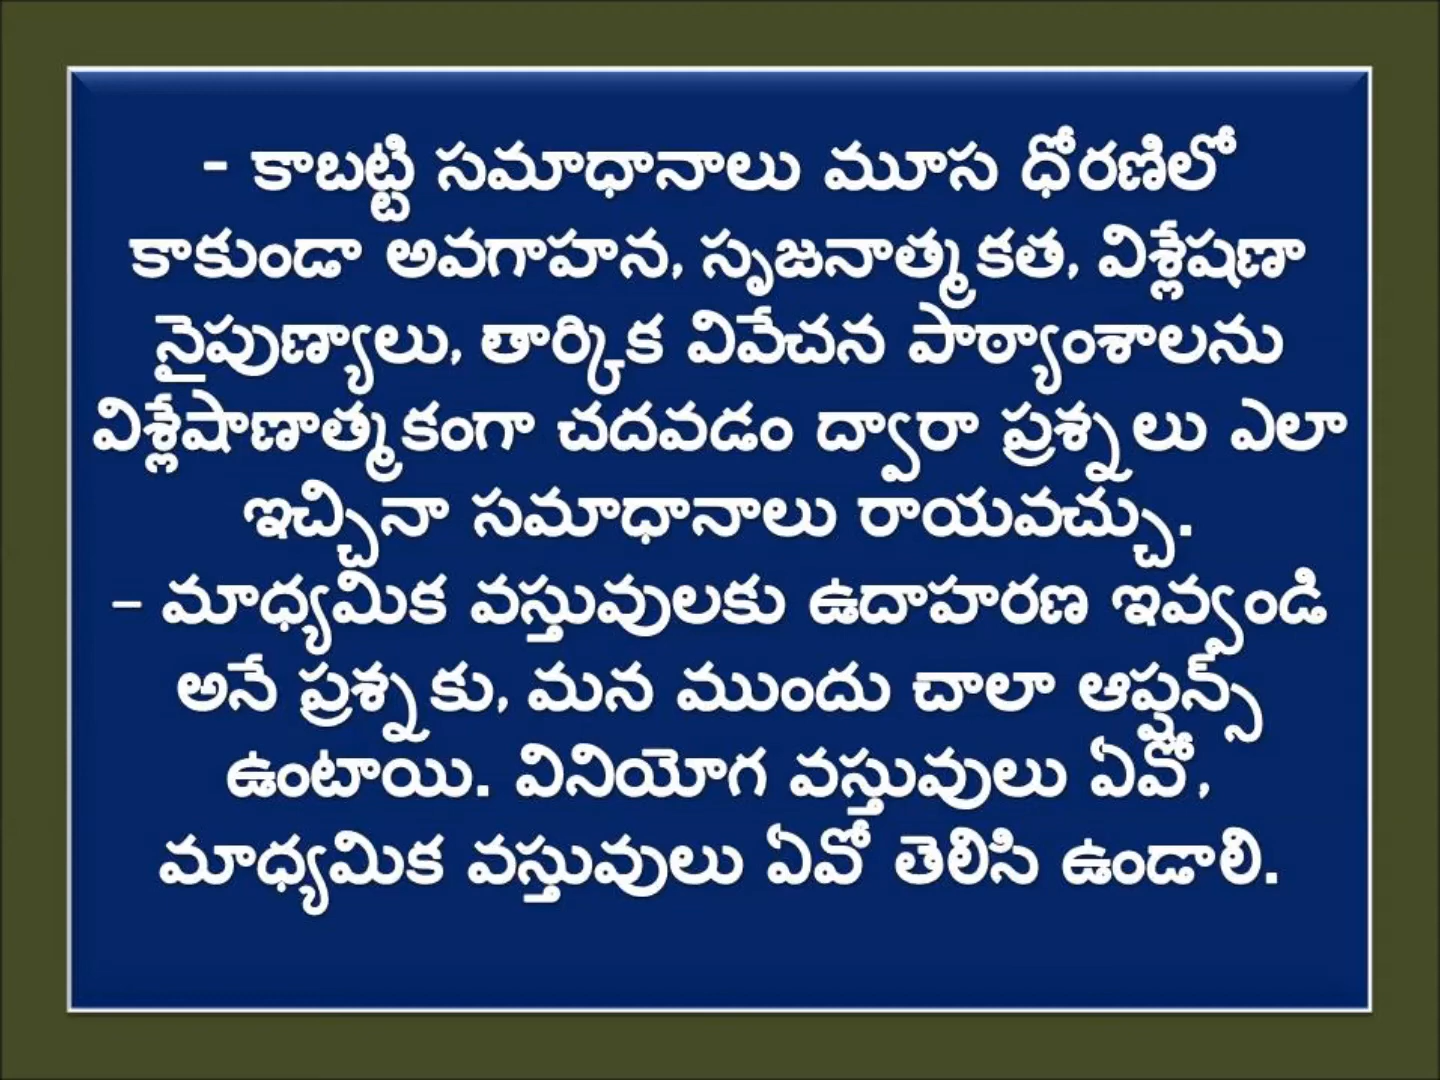 - కాబట్టి సమాధానాలు మూస ధోరణిలో
కాకుండా అవగాహన, సృజనాత్మకత, విశ్లేషణా
నైపుణ్యాలు, తార్కిక వివేచన పాఠ్యాంశాలను
విశ్లేషాణాత్మకంగా చదవడం ద్వారా ప్రశ్నలు ఎలా
ఇచ్చినా సమాధానాలు రాయవచ్చు.
– మాధ్యమిక వస్తువులకు ఉదాహరణ ఇవ్వండి
అనే ప్రశ్నకు, మన ముందు చాలా ఆప్షన్స్
ఉంటాయి. వినియోగ వస్తువులు ఏవో,
మాధ్యమిక వస్తువులు ఏవో తెలిసి ఉండాలి.